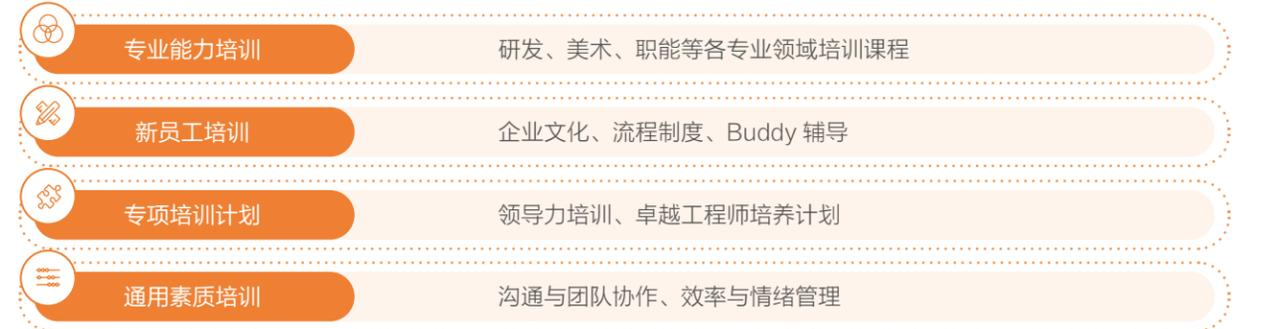 专业能力培训 研发、美术、职能等各专业领域培训课程
新员工培训 企业文化、流程制度、Buddy 辅导
专项培训计划 领导力培训、卓越工程师培养计划
通用素质培训 沟通与团队协作、效率与情绪管理